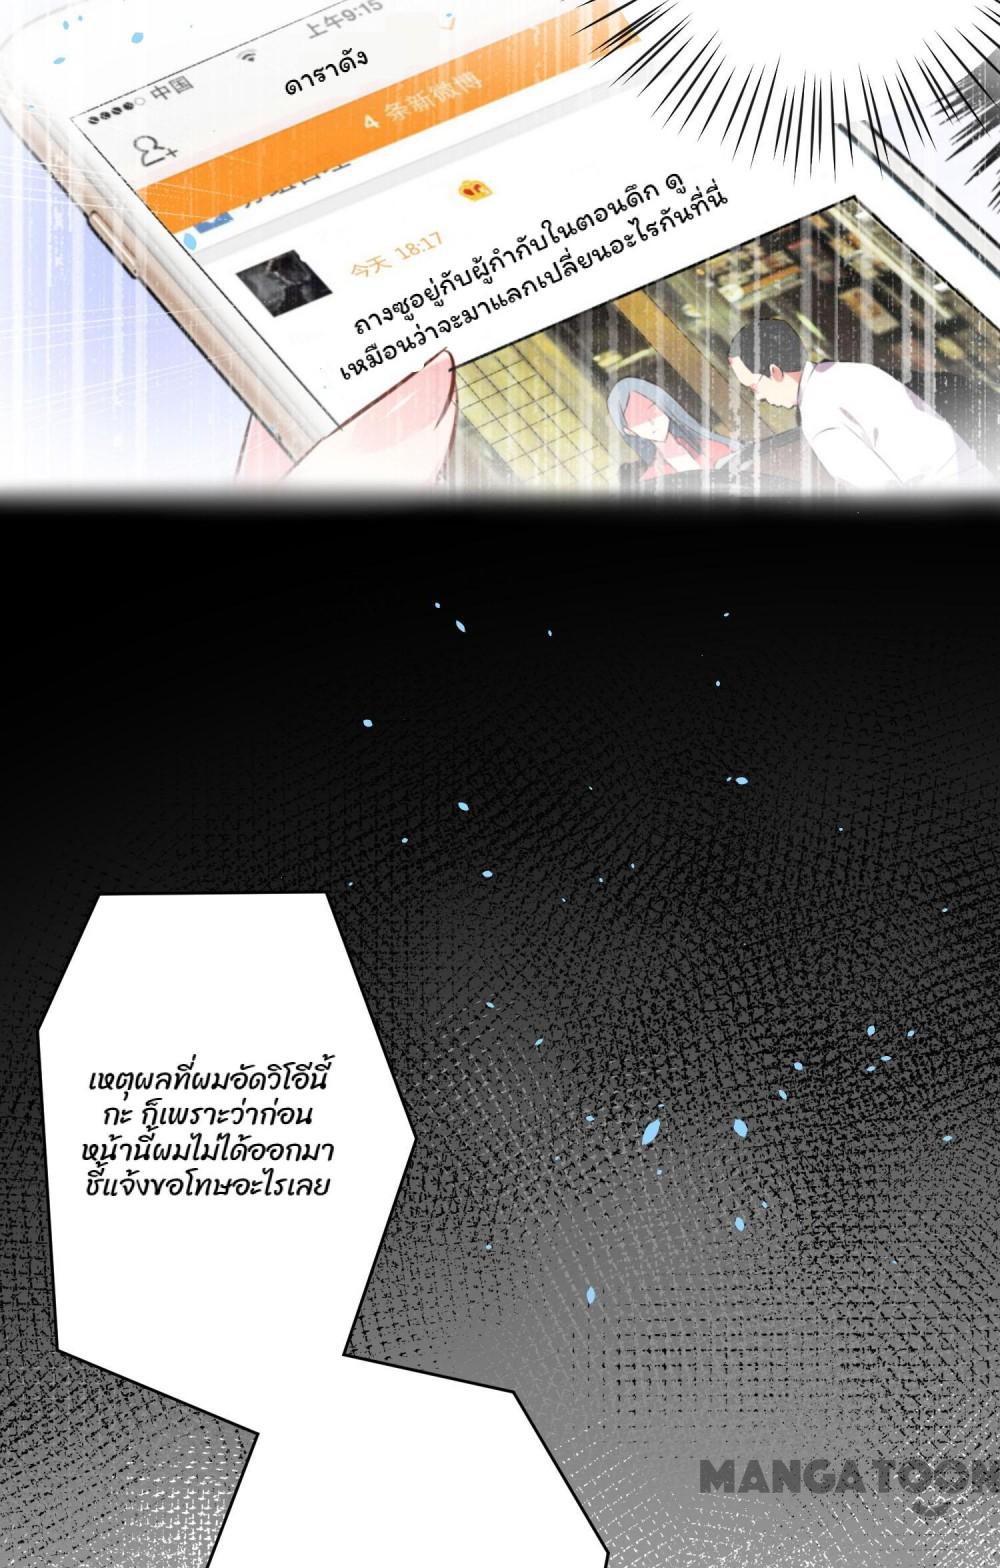 上午9:15
中国
ดาราดัง
4 条新微博
今天 18:17
ถางซูอยู่กับผู้กำกับในตอนดึก ดู
เหมือนว่าจะมาแลกเปลี่ยนอะไรกันที่นี่
เหตุผลที่ผมอัดวิโอีนี้
กะ ก็เพราะว่าก่อน
หน้านี้ผมไม่ได้ออกมา
ชี้แจ้งขอโทษอะไรเลย
MANGATOON